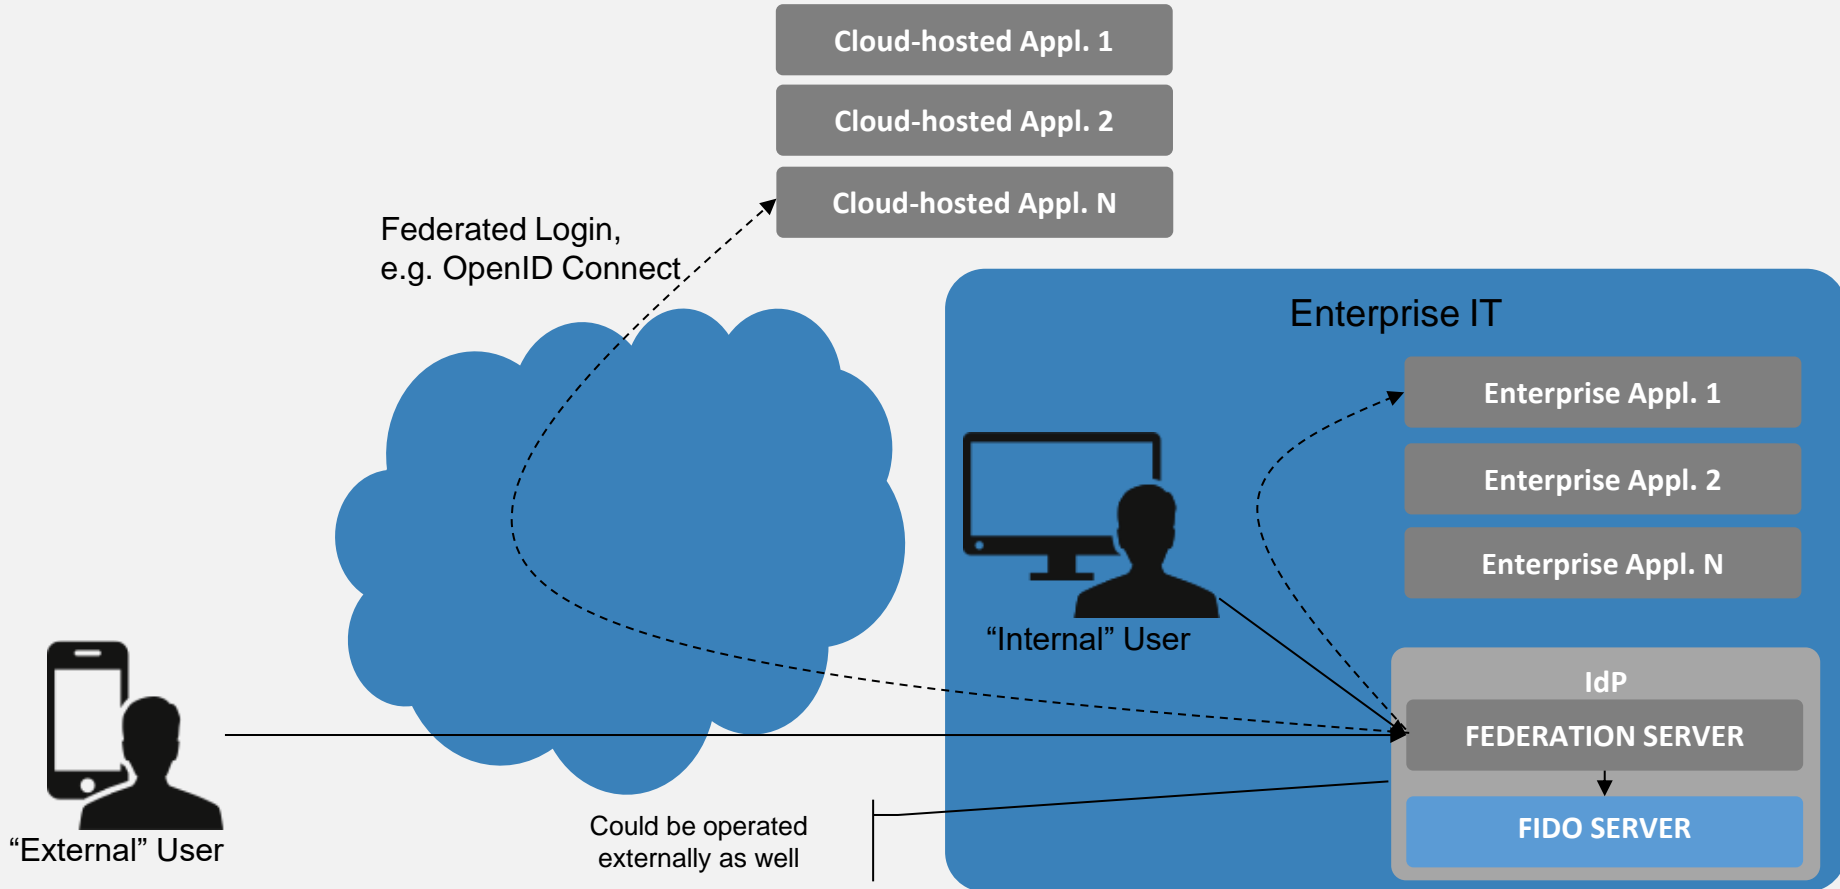 Cloud-hosted Appl. 1
Cloud-hosted Appl. 2
Cloud-hosted Appl. N
Federated Login,
e.g. OpenID Connect
Enterprise IT
Enterprise Appl. 1
Enterprise Appl. 2
Enterprise Appl. N
“Internal” User
IdP
FEDERATION SERVER
FIDO SERVER
Could be operated
externally as well
“External” User